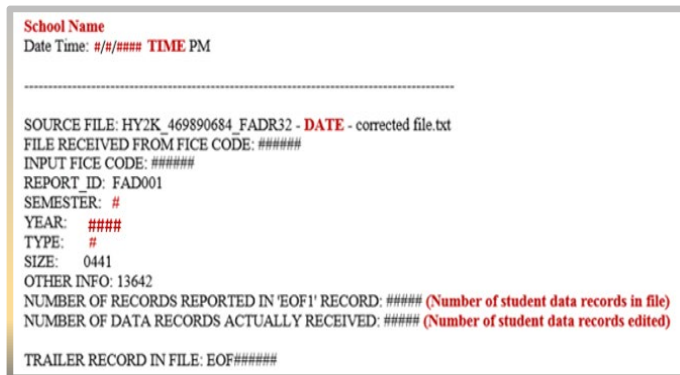 School Name
Date Time: #/#/#### TIME PM
------------------------------------------------------------------------------------------
SOURCE FILE: HY2K_469890684_FADR32 - DATE - corrected file.txt
FILE RECEIVED FROM FICE CODE: ######
INPUT FICE CODE: ######
REPORT_ID: FAD001
SEMESTER: #
YEAR: ####
TYPE: #
SIZE: 0441
OTHER INFO: 13642
NUMBER OF RECORDS REPORTED IN 'EOF1' RECORD: ##### (Number of student data records in file)
NUMBER OF DATA RECORDS ACTUALLY RECEIVED: ##### (Number of student data records edited)
TRAILER RECORD IN FILE: EOF######